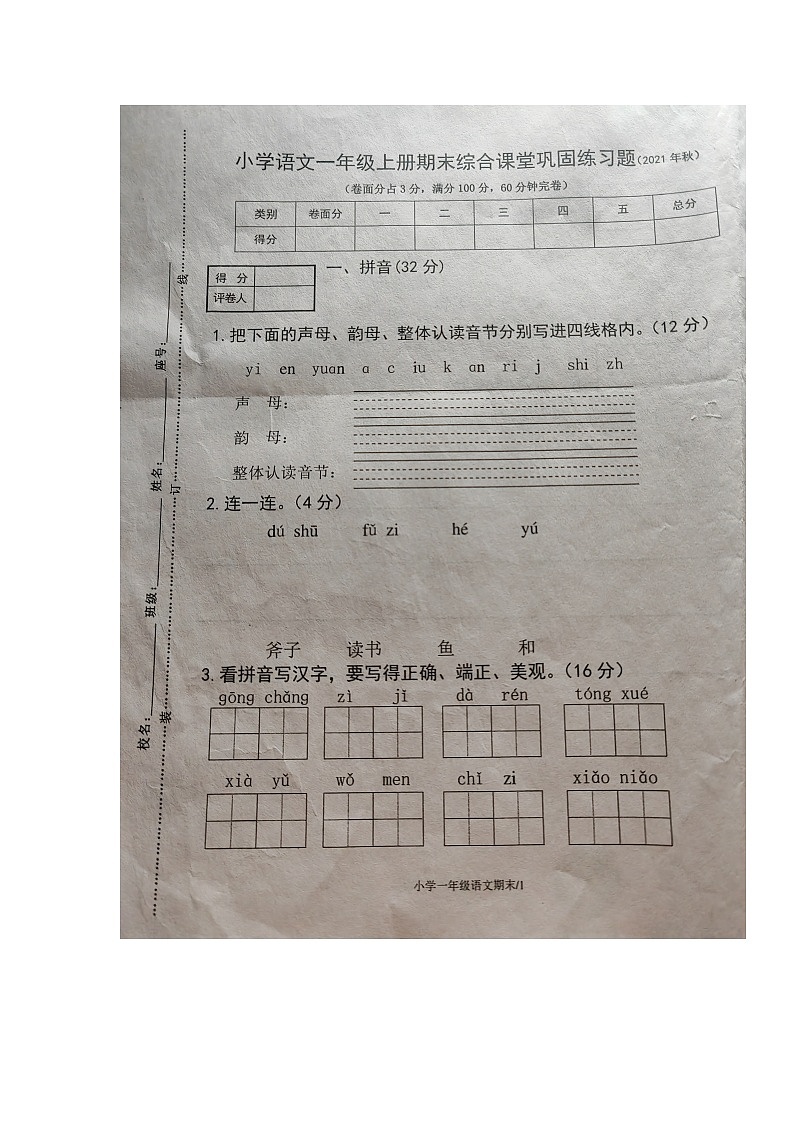 小学语文一年级上册期末综合课堂巩固练习题(2021年秋)
(卷面分占3分,满分100分,60分钟完卷)
类别 卷面分 一 二 三 四 五 总分
得分
得 分
评卷人
一、拼音(32分)
1.把下面的声母、韵母、整体认读音节分别写进四线格内。(12分)
yi en yuan a c iu k an ri j shi zh
声 母:
韵 母:
整体认读音节:
2.连一连。(4分)
dú shū fǔ zi hé yú
斧子 读书 鱼 和
3.看拼音写汉字,要写得正确、端正、美观。(16分)
gōng chǎng zì jǐ dà rén tóng xué
xià yǔ wǒ men chǐ zi xiǎo niǎo
小学一年级语文期末/1
校名: 班级: 姓名: 座号:
装 订 线